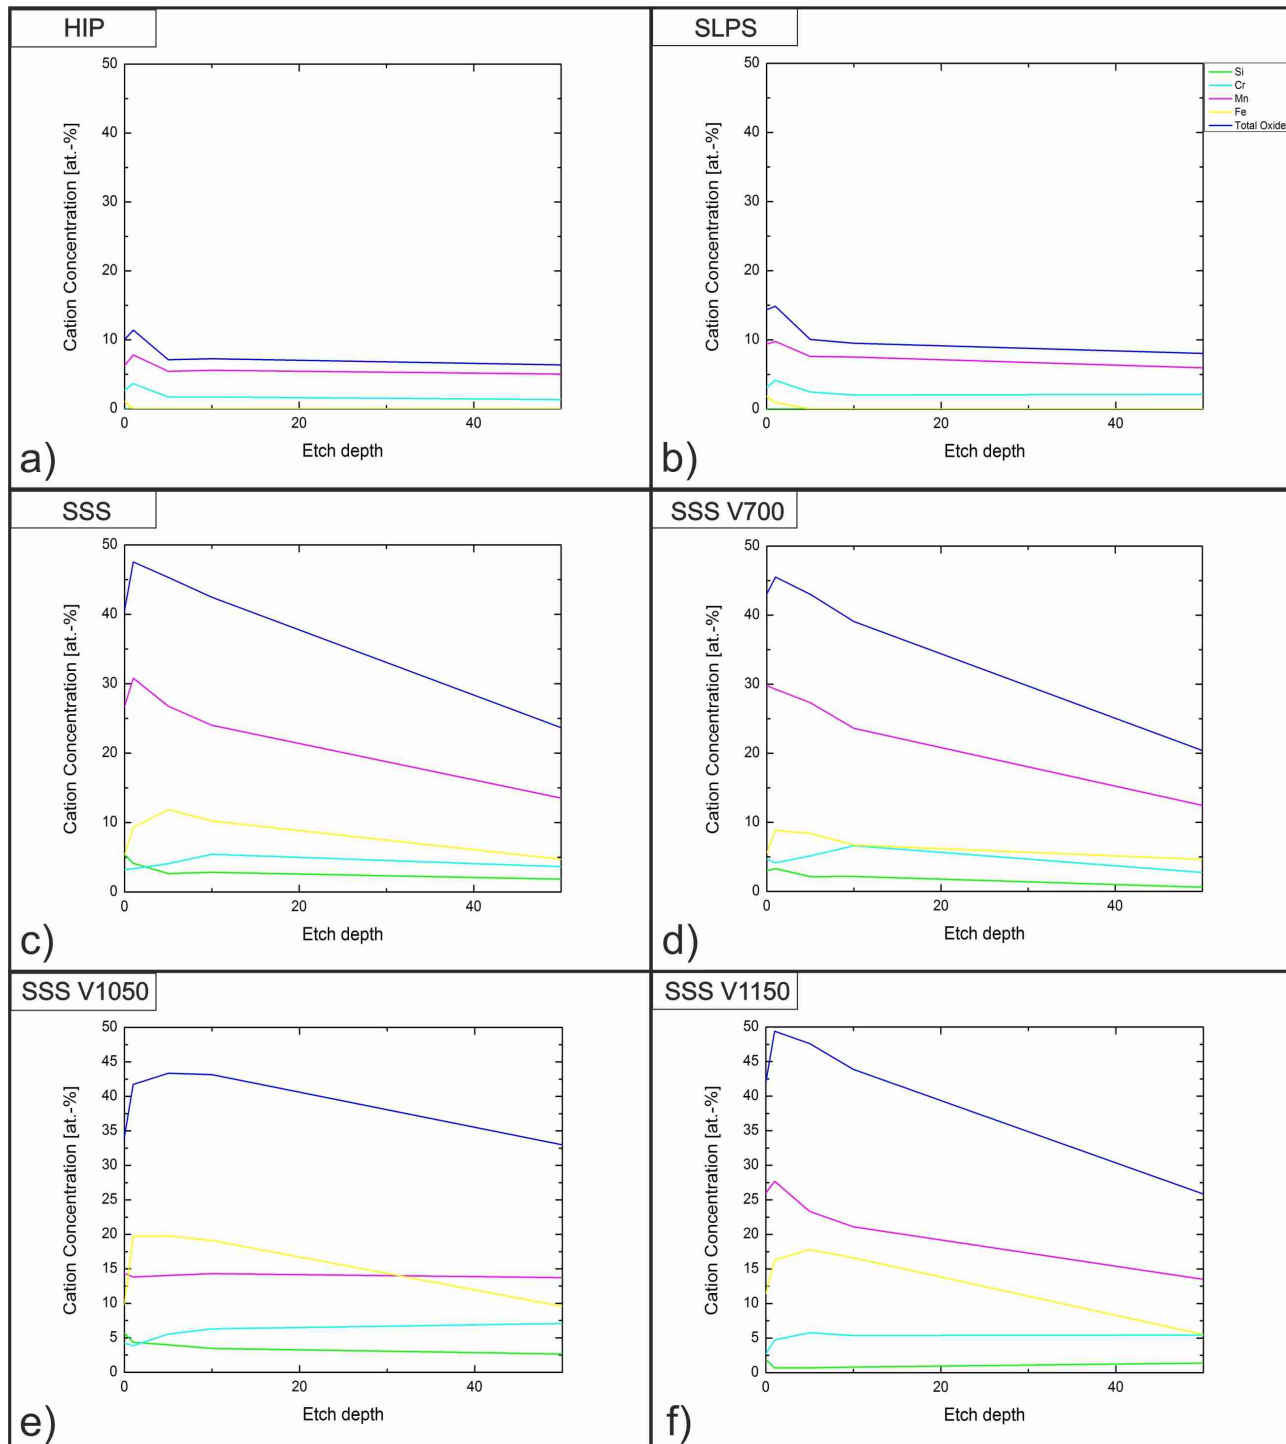 HIP
50
40
30
20
10
0
0 20 40
Cation Concentration [at.-%]
Etch depth
a)
SLPS
50
40
30
20
10
0
0 20 40
Cation Concentration [at.-%]
Etch depth
Si
Cr
Mn
Fe
Total Oxide
b)
SSS
50
40
30
20
10
0
0 20 40
Cation Concentration [at.-%]
Etch depth
c)
SSS V700
50
40
30
20
10
0
0 20 40
Cation Concentration [at.-%]
Etch depth
d)
SSS V1050
50
45
40
35
30
25
20
15
10
5
0
0 20 40
Cation Concentration [at.-%]
Etch depth
e)
SSS V1150
50
45
40
35
30
25
20
15
10
5
0
0 20 40
Cation Concentration [at.-%]
Etch depth
f)